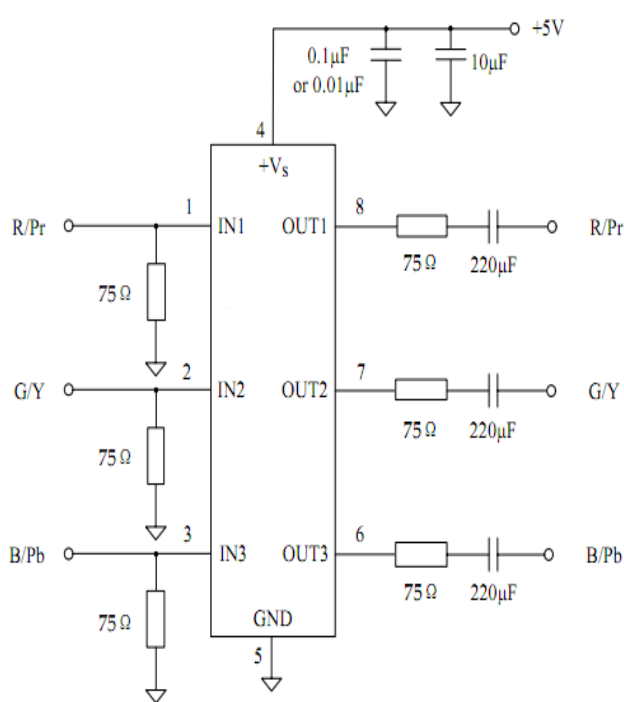 +5V
0.1μF
or 0.01μF
10μF
4
+Vs
R/Pr
1
IN1
OUT1
8
R/Pr
75Ω
75Ω
220μF
G/Y
2
IN2
OUT2
7
G/Y
75Ω
75Ω
220μF
B/Pb
3
IN3
OUT3
6
B/Pb
75Ω
75Ω
220μF
GND
5